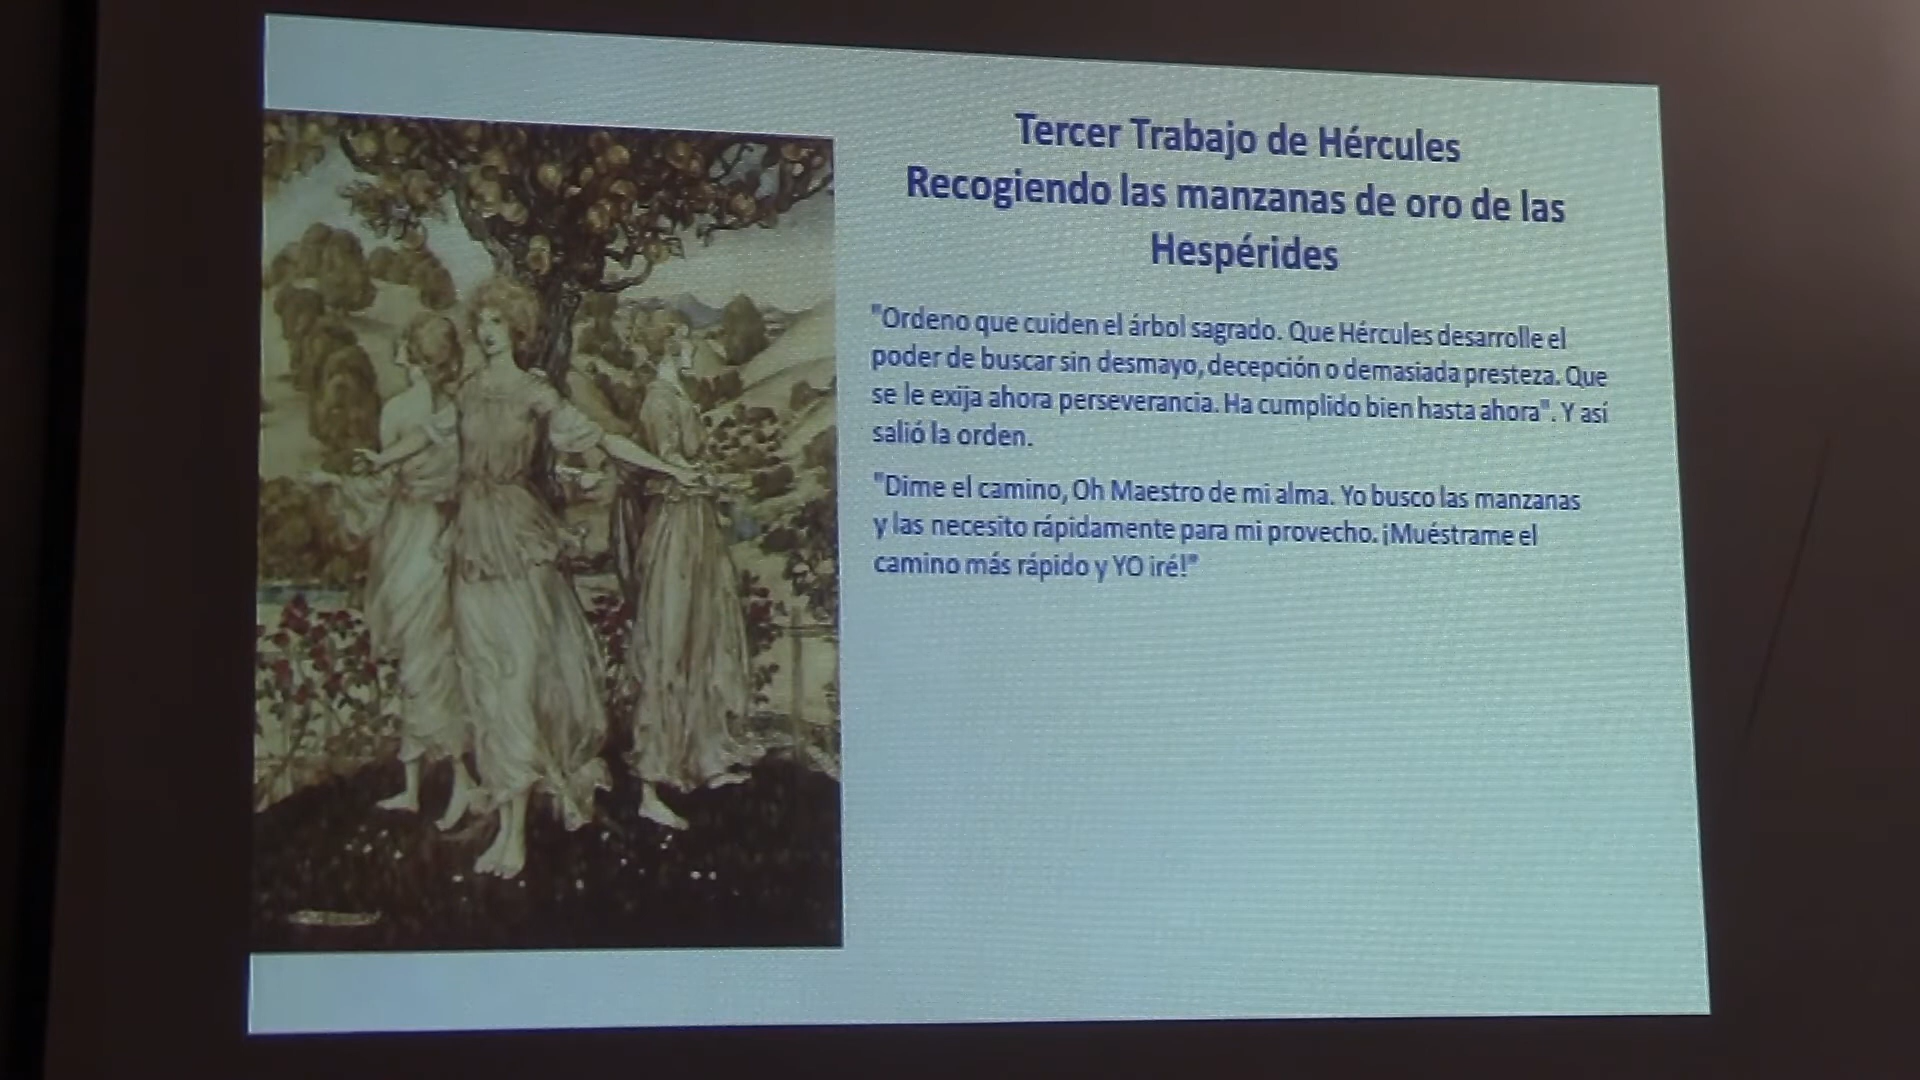 Tercer Trabajo de Hércules
Recogiendo las manzanas de oro de las
Hespérides
"Ordeno que cuiden el árbol sagrado. Que Hércules desarrolle el
poder de buscar sin desmayo, decepción o demasiada presteza. Que
se le exija ahora perseverancia. Ha cumplido bien hasta ahora". Y así
salió la orden.
"Dime el camino, Oh Maestro de mi alma. Yo busco las manzanas
y las necesito rápidamente para mi provecho. ¡Muéstrame el
camino más rápido y YO iré!"